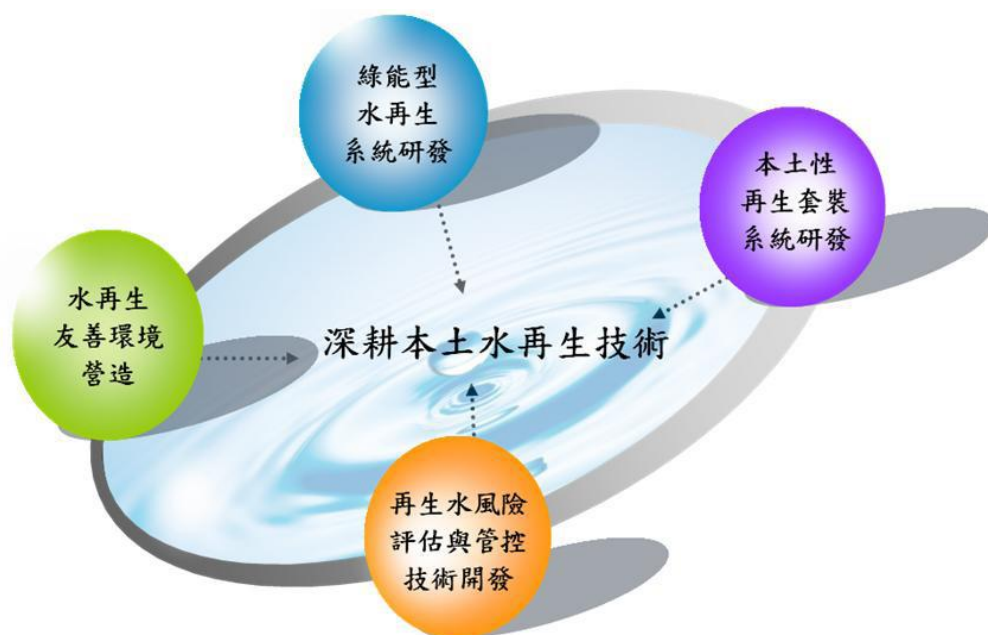 綠能型
水再生
系統研發
本土性
再生套裝
系統研發
水再生
友善環境
營造
深耕本土水再生技術
再生水風險
評估與管控
技術開發